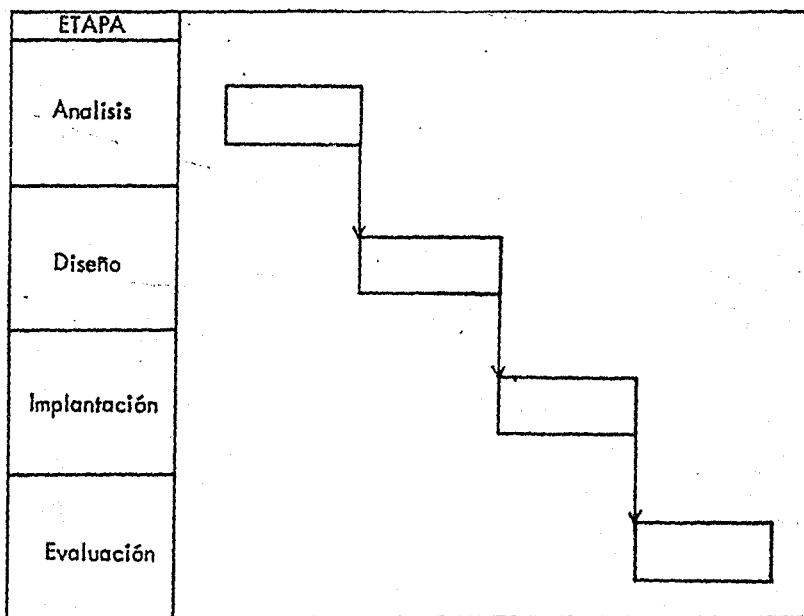 ETAPA
Analisis
Diseño
Implantación
Evaluación